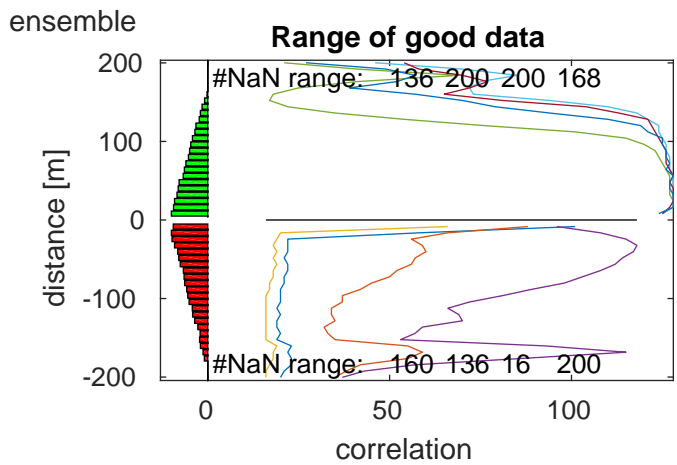 ensemble
Range of good data
200
#NaN range: 136 200 200 168
100
0
-100
-200
#NaN range: 160 136 16 200
distance [m]
0 50 100
correlation